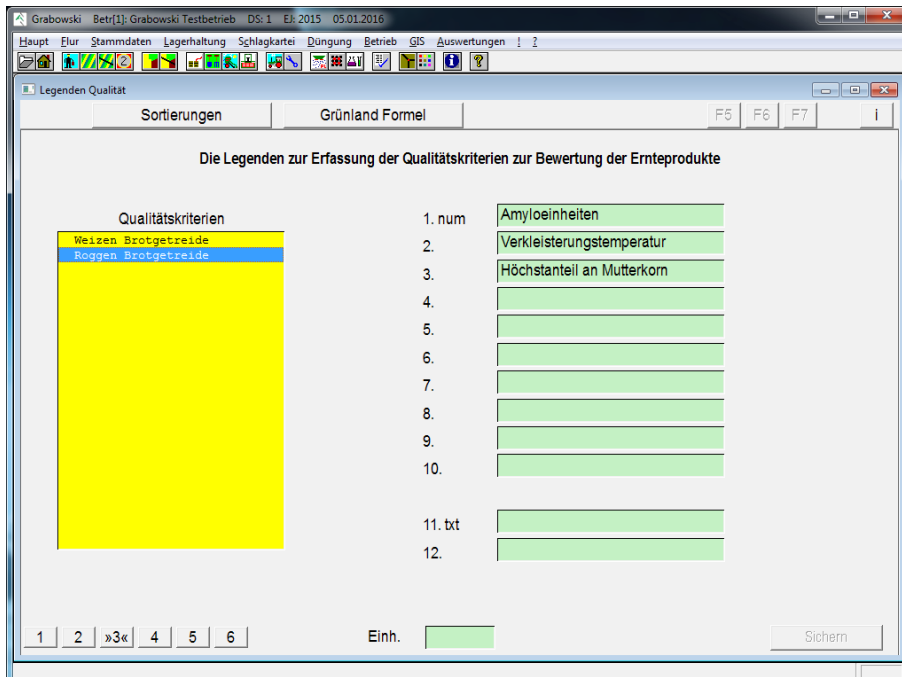 Grabowski Betr[1]: Grabowski Testbetrieb DS: 1 EJ: 2015 05.01.2016
Haupt Flur Stammdaten Lagerhaltung Schlagkartei Düngung Betrieb GIS Auswertungen ! ?
Legenden Qualität
Sortierungen Grünland Formel F5 F6 F7 i
Die Legenden zur Erfassung der Qualitätskriterien zur Bewertung der Ernteprodukte
Qualitätskriterien
Weizen Brotgetreide
Roggen Brotgetreide
1. num Amyloeinheiten
2. Verkleisterungstemperatur
3. Höchstanteil an Mutterkorn
4.
5.
6.
7.
8.
9.
10.
11. txt
12.
1 2 »3« 4 5 6 Einh. Sichern